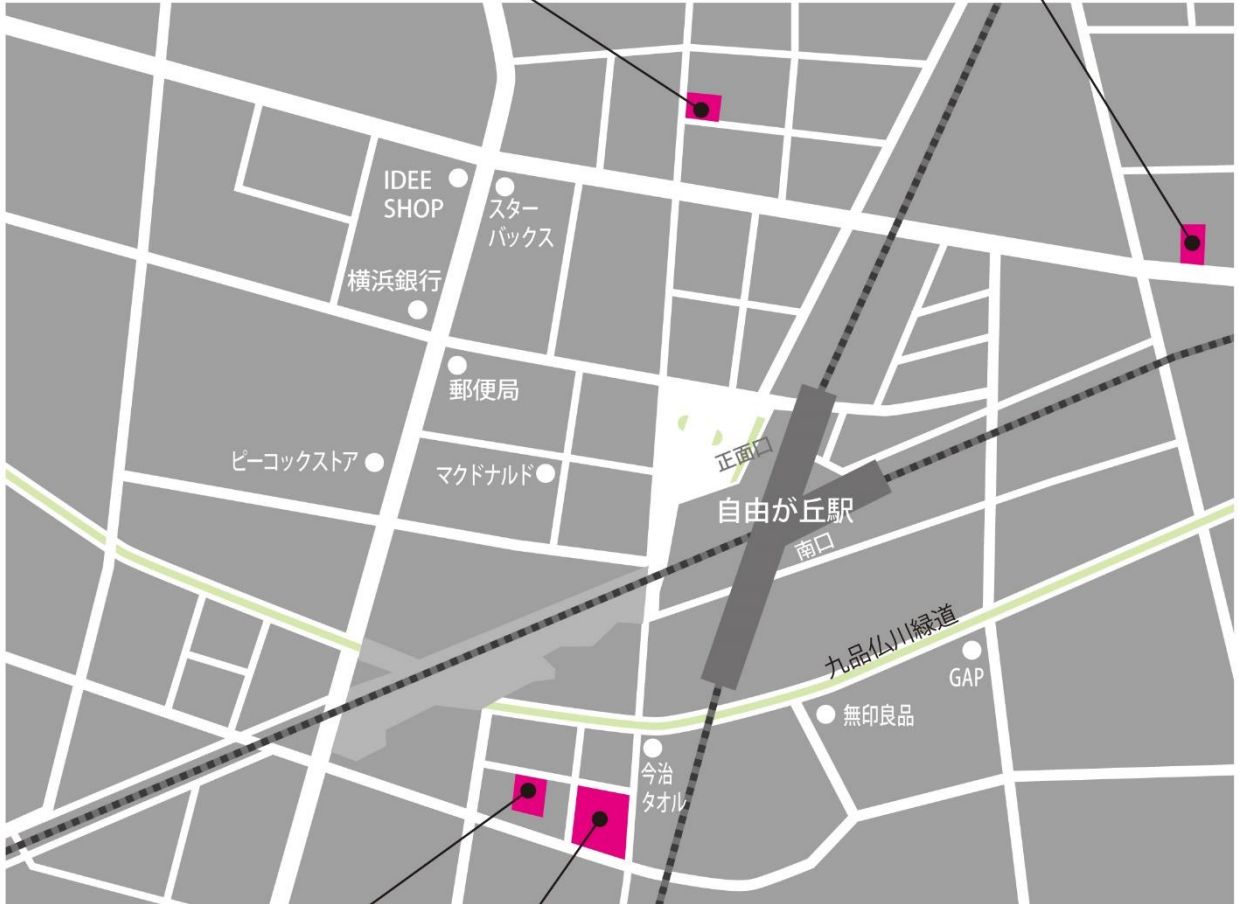 IDEE
SHOP
スター
バックス
横浜銀行
郵便局
ピーコックストア
マクドナルド
正面口
自由が丘駅
南口
九品仏川緑道
GAP
無印良品
今治
タオル